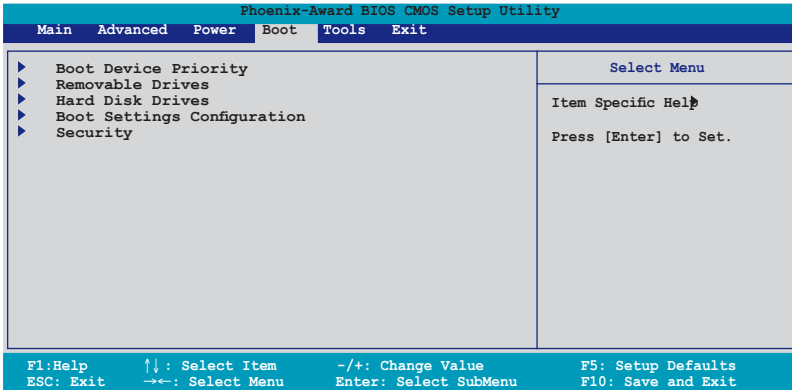 Phoenix-Award BIOS CMOS Setup Utility
Main Advanced Power Boot Tools Exit
Boot Device Priority
Removable Drives
Hard Disk Drives
Boot Settings Configuration
Security
Select Menu
Item Specific Help
Press [Enter] to Set.
F1:Help ↑↓: Select Item -/+: Change Value F5: Setup Defaults
ESC: Exit →←: Select Menu Enter: Select SubMenu F10: Save and Exit